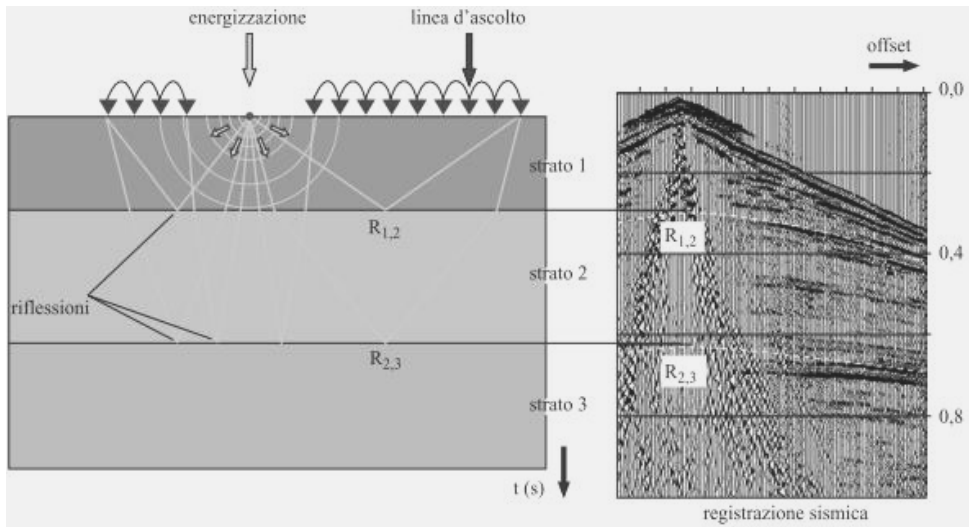 energizzazione
linea d'ascolto
offset
0,0
strato 1
R1,2
R1,2
0,4
strato 2
riflessioni
R2,3
R2,3
strato 3
0,8
t (s)
registrazione sismica